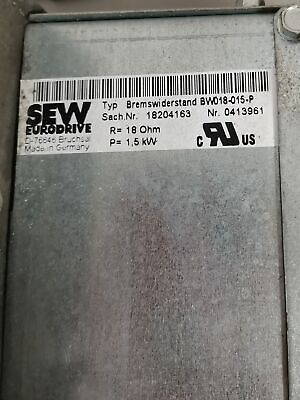 SEW
EURODRIVE
D-76646 Bruchsal
Made in Germany
Typ Bremswiderstand BW018-015-P
Sach.Nr. 18204163 Nr. 0413961
R= 18 Ohm
P= 1,5 kW
C RU US